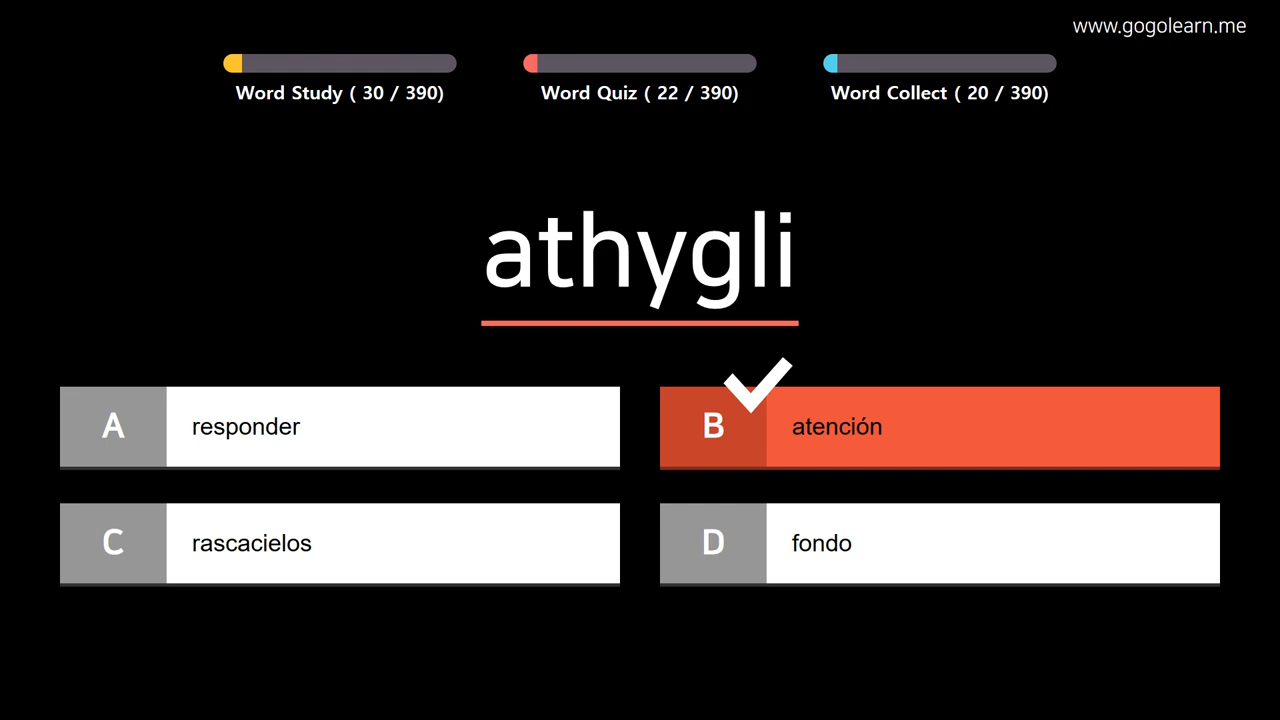 www.gogolearn.me
Word Study ( 30 / 390)
Word Quiz ( 22 / 390)
Word Collect ( 20 / 390)
athygli
A responder
B atención
C rascacielos
D fondo